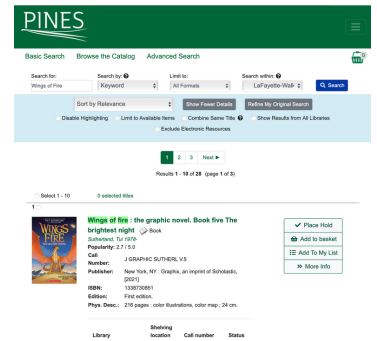 PINES
Basic Search Browse the Catalog Advanced Search
Search for: Search by: Limit to: Search within:
Wings of Fire Keyword All Formats LaFayette-Walk Search
Sort by Relevance Show Fewer Details Refine My Original Search
Disable Highlighting Limit to Available Items Combine Same Title Show Results from All Libraries
Exclude Electronic Resources
1 2 3 Next ►
Results 1 - 10 of 28 (page 1 of 3)
Select 1 - 10 0 selected titles
1
Wings of fire : the graphic novel. Book five The brightest night Book
Sutherland, Tui 1978-
Popularity: 2.7 / 5.0
Call Number: J GRAPHIC SUTHERL V.5
Publisher: New York, NY : Graphix, an imprint of Scholastic, [2021]
ISBN: 1338730851
Edition: First edition.
Phys. Desc.: 216 pages : color illustrations, color map ; 24 cm.
WINGS OF FIRE
Place Hold
Add to basket
Add To My List
More Info
Library Shelving location Call number Status